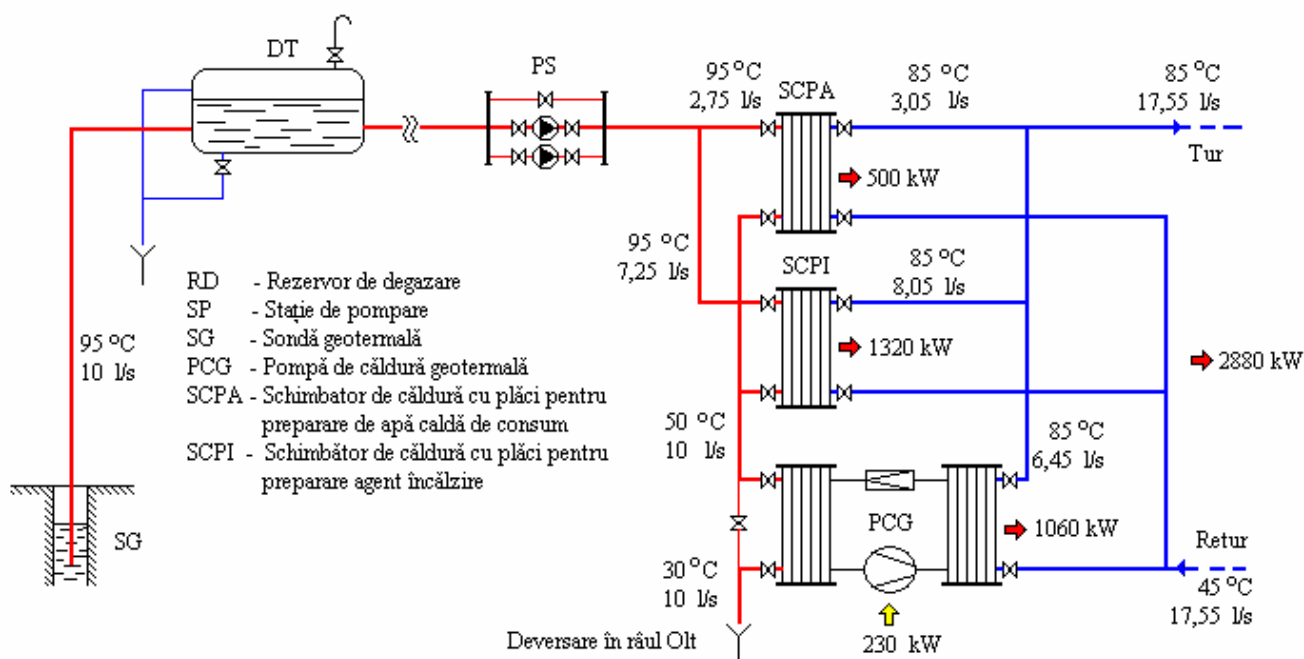 DT
PS
95 °C
2,75 l/s
SCPA
85 °C
3,05 l/s
85 °C
17,55 l/s
Tur
500 kW
95 °C
7,25 l/s
SCPI
85 °C
8,05 l/s
1320 kW
2880 kW
RD - Rezervor de degazare
SP - Stație de pompare
SG - Sondă geotermală
PCG - Pompă de căldură geotermală
SCPA - Schimbator de căldură cu plăci pentru
preparare de apă caldă de consum
SCPI - Schimbător de căldură cu plăci pentru
preparare agent încălzire
95 °C
10 l/s
50 °C
10 l/s
85 °C
6,45 l/s
SG
PCG
1060 kW
Retur
45 °C
17,55 l/s
30 °C
10 l/s
Deversare în râul Olt
230 kW